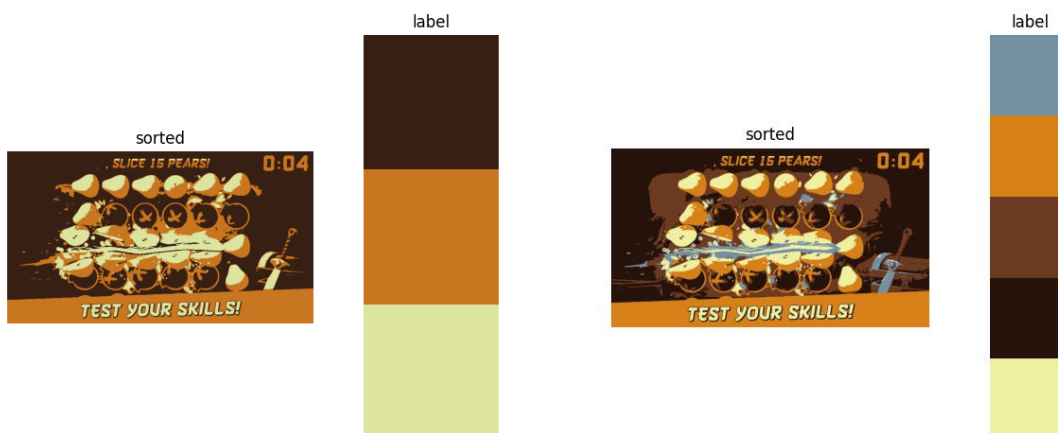 label
label
sorted
sorted
SLICE 15 PEARS!
0:04
TEST YOUR SKILLS!
SLICE 15 PEARS!
0:04
TEST YOUR SKILLS!